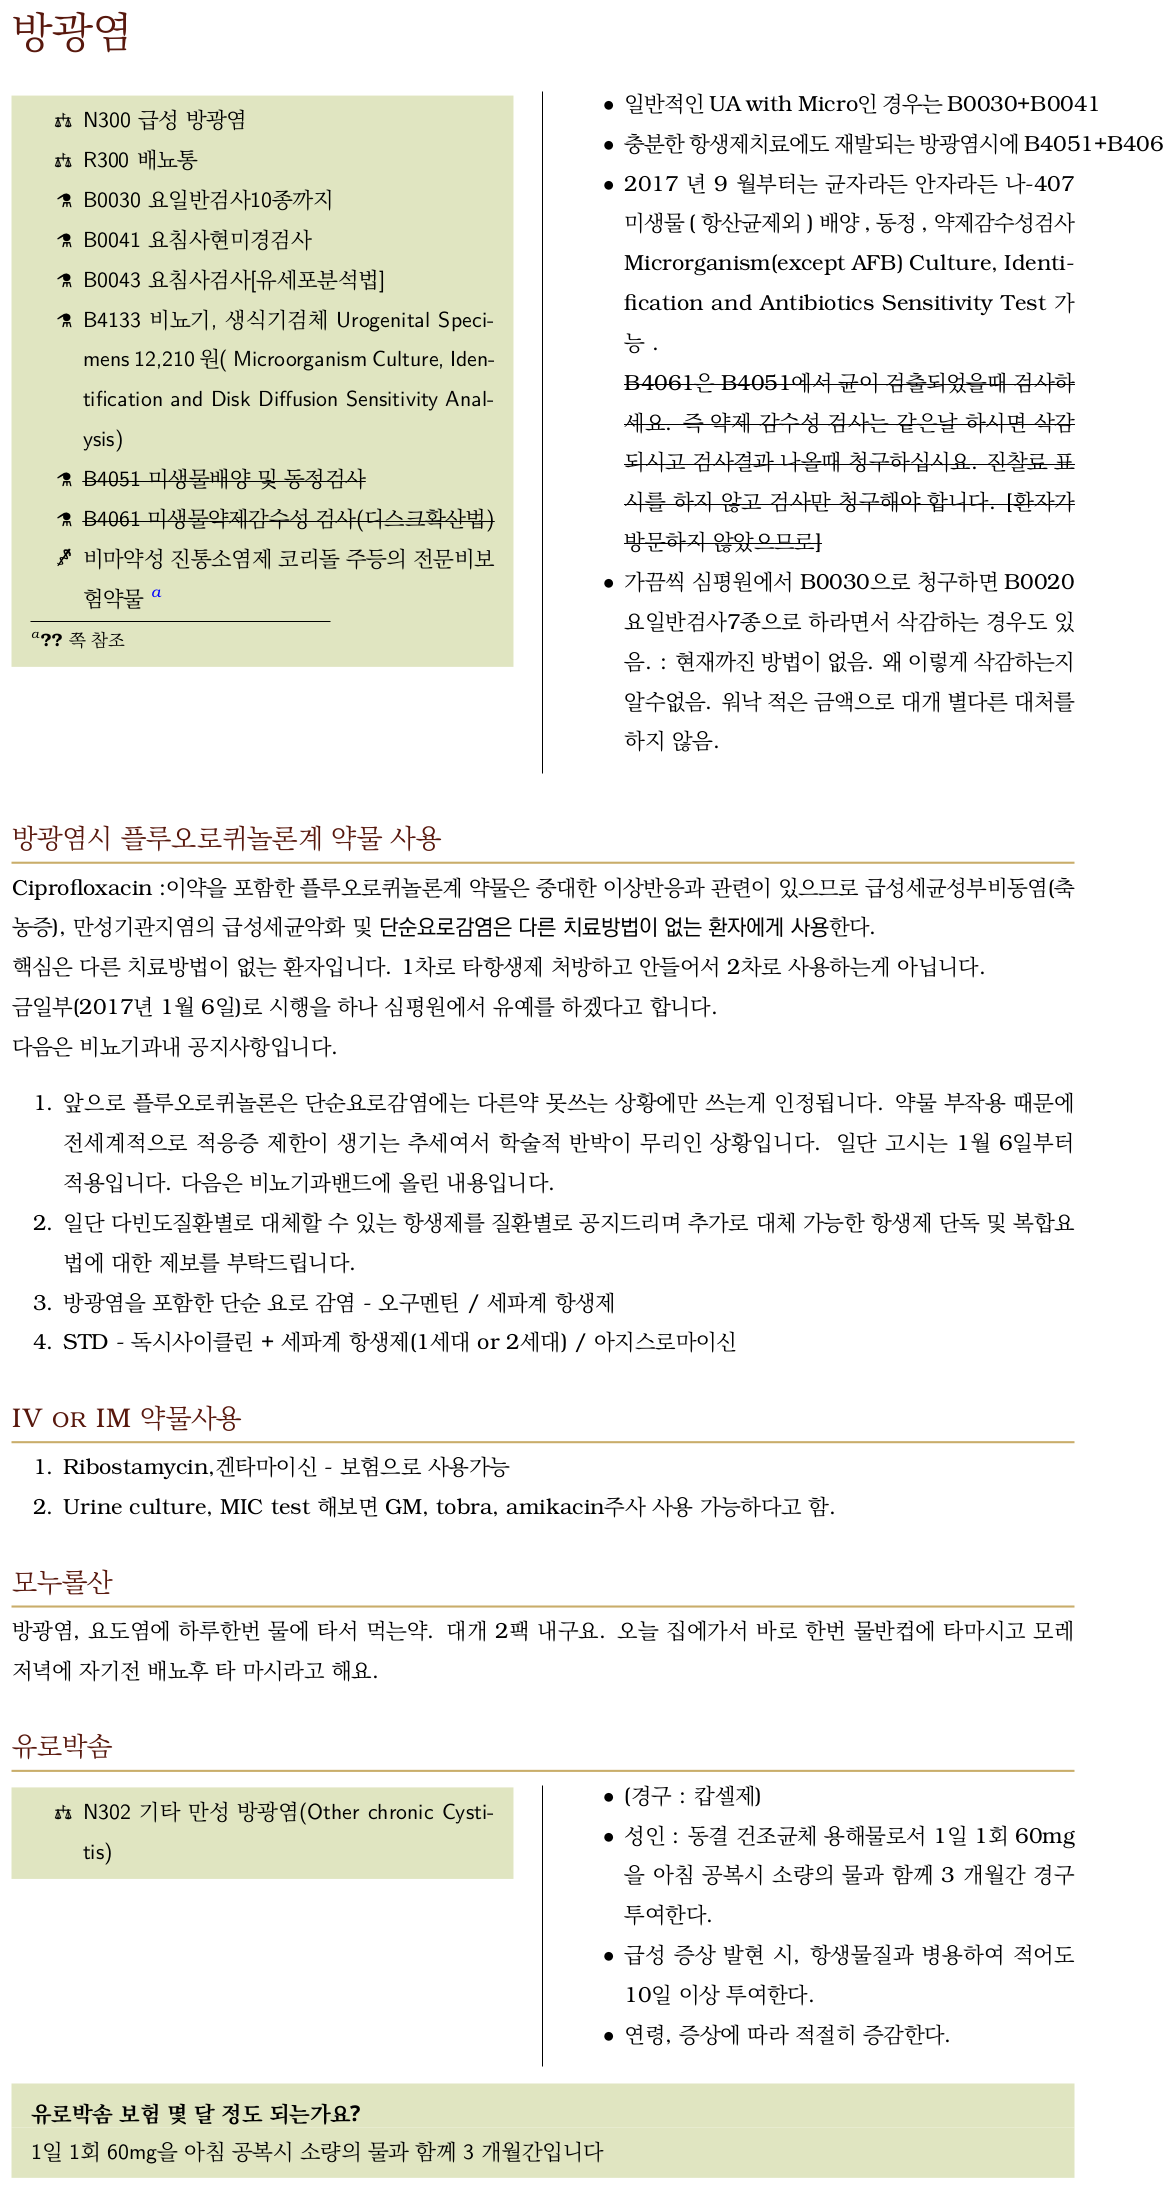 방광염
N300 급성 방광염
R300 배뇨통
B0030 요일반검사10종까지
B0041 요침사현미경검사
B0043 요침사검사[유세포분석법]
B4133 비뇨기, 생식기검체 Urogenital Speci-
mens 12,210 원( Microorganism Culture, Iden-
tification and Disk Diffusion Sensitivity Anal-
ysis)
B4051 미생물배양 및 동정검사
B4061 미생물약제감수성 검사(디스크확산법)
비마약성 진통소염제 코리돌 주등의 전문비보
험약물 a
a?? 쪽 참조
• 일반적인 UA with Micro인 경우는 B0030+B0041
• 충분한 항생제치료에도 재발되는 방광염시에 B4051+B406
• 2017 년 9 월부터는 균자라든 안자라든 나-407
미생물 ( 항산균제외 ) 배양 , 동정 , 약제감수성검사
Microrganism(except AFB) Culture, Identi-
fication and Antibiotics Sensitivity Test 가
능 .
B4061은 B4051에서 균이 검출되었을때 검사하
세요. 즉 약제 감수성 검사는 같은날 하시면 삭감
되시고 검사결과 나올때 청구하십시요. 진찰료 표
시를 하지 않고 검사만 청구해야 합니다. [환자가
방문하지 않았으므로]
• 가끔씩 심평원에서 B0030으로 청구하면 B0020
요일반검사7종으로 하라면서 삭감하는 경우도 있
음. : 현재까진 방법이 없음. 왜 이렇게 삭감하는지
알수없음. 워낙 적은 금액으로 대개 별다른 대처를
하지 않음.
방광염시 플루오로퀴놀론계 약물 사용
Ciprofloxacin :이약을 포함한 플루오로퀴놀론계 약물은 중대한 이상반응과 관련이 있으므로 급성세균성부비동염(축
농증), 만성기관지염의 급성세균악화 및 단순요로감염은 다른 치료방법이 없는 환자에게 사용한다.
핵심은 다른 치료방법이 없는 환자입니다. 1차로 타항생제 처방하고 안들어서 2차로 사용하는게 아닙니다.
금일부(2017년 1월 6일)로 시행을 하나 심평원에서 유예를 하겠다고 합니다.
다음은 비뇨기과내 공지사항입니다.
1. 앞으로 플루오로퀴놀론은 단순요로감염에는 다른약 못쓰는 상황에만 쓰는게 인정됩니다. 약물 부작용 때문에
전세계적으로 적응증 제한이 생기는 추세여서 학술적 반박이 무리인 상황입니다. 일단 고시는 1월 6일부터
적용입니다. 다음은 비뇨기과밴드에 올린 내용입니다.
2. 일단 다빈도질환별로 대체할 수 있는 항생제를 질환별로 공지드리며 추가로 대체 가능한 항생제 단독 및 복합요
법에 대한 제보를 부탁드립니다.
3. 방광염을 포함한 단순 요로 감염 - 오구멘틴 / 세파계 항생제
4. STD - 독시사이클린 + 세파계 항생제(1세대 or 2세대) / 아지스로마이신
IV OR IM 약물사용
1. Ribostamycin,겐타마이신 - 보험으로 사용가능
2. Urine culture, MIC test 해보면 GM, tobra, amikacin주사 사용 가능하다고 함.
모누롤산
방광염, 요도염에 하루한번 물에 타서 먹는약. 대개 2팩 내구요. 오늘 집에가서 바로 한번 물반컵에 타마시고 모레
저녁에 자기전 배뇨후 타 마시라고 해요.
유로박솜
N302 기타 만성 방광염(Other chronic Cysti-
tis)
• (경구 : 캅셀제)
• 성인 : 동결 건조균체 용해물로서 1일 1회 60mg
을 아침 공복시 소량의 물과 함께 3 개월간 경구
투여한다.
• 급성 증상 발현 시, 항생물질과 병용하여 적어도
10일 이상 투여한다.
• 연령, 증상에 따라 적절히 증감한다.
유로박솜 보험 몇 달 정도 되는가요?
1일 1회 60mg을 아침 공복시 소량의 물과 함께 3 개월간입니다